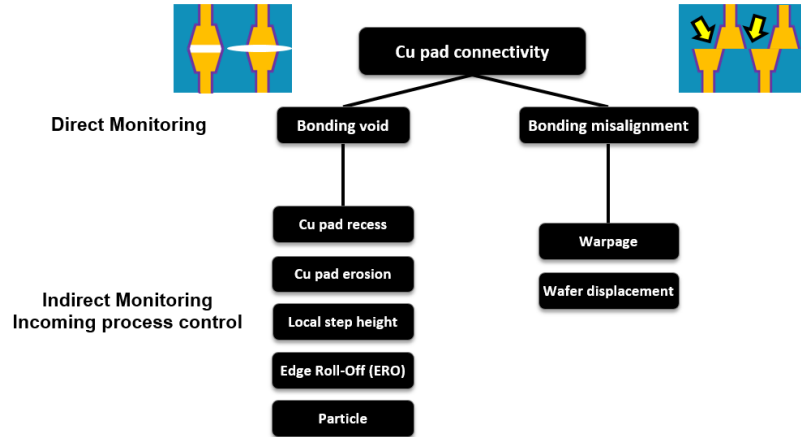 Cu pad connectivity
Direct Monitoring
Bonding void
Bonding misalignment
Cu pad recess
Cu pad erosion
Local step height
Edge Roll-Off (ERO)
Particle
Warpage
Wafer displacement
Indirect Monitoring
Incoming process control